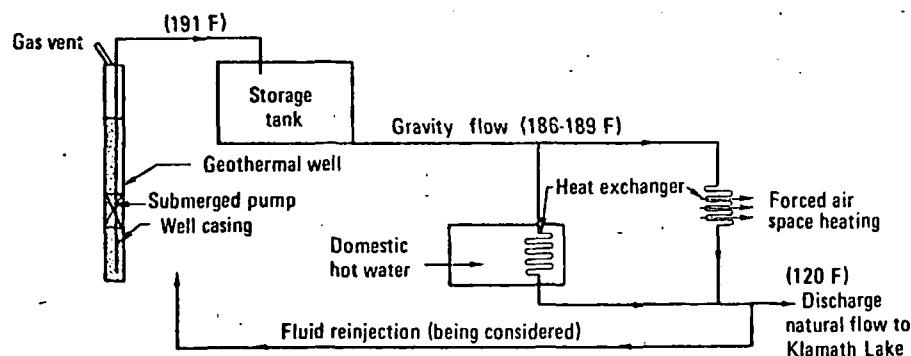 (191 F)
Gas vent
Storage
tank
Gravity flow (186-189 F)
Geothermal well
Submerged pump
Well casing
Heat exchanger
Forced air
space heating
Domestic
hot water
(120 F)
Discharge
natural flow to
Klamath Lake
Fluid reinjection (being considered)